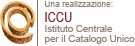 Una realizzazione:
ICCU
Istituto Centrale
per il Catalogo Unico